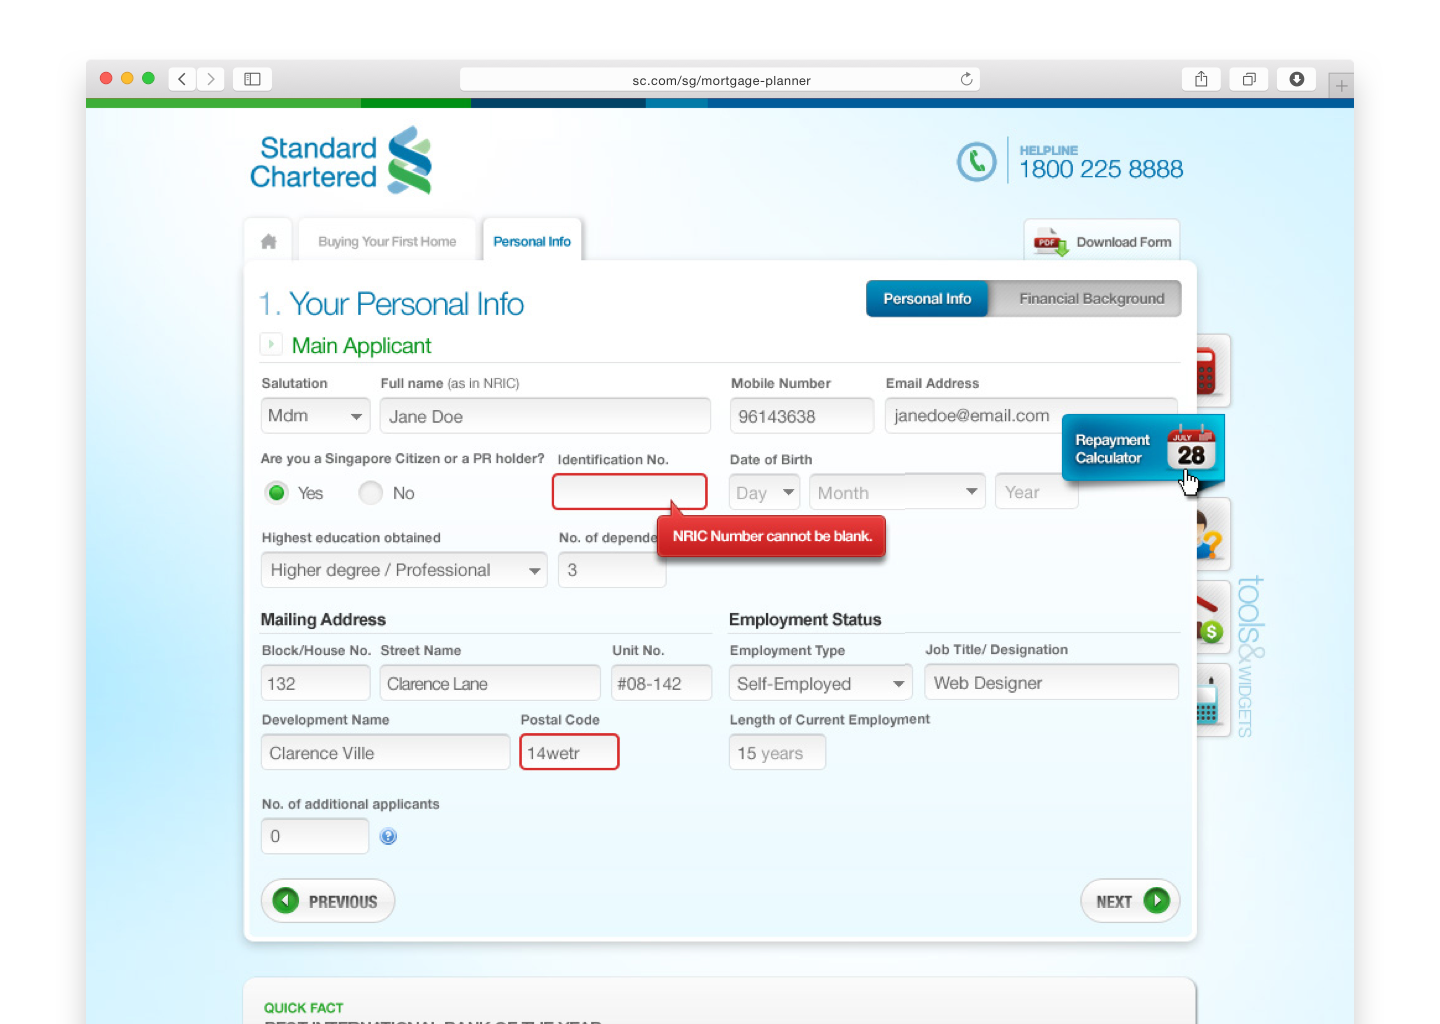 sc.com/sg/mortgage-planner
Standard
Chartered
HELPLINE
1800 225 8888
Buying Your First Home
Personal Info
PDF
Download Form
1. Your Personal Info
Personal Info
Financial Background
Main Applicant
Salutation
Full name (as in NRIC)
Mobile Number
Email Address
Mdm
Jane Doe
96143638
janedoe@email.com
Repayment
Calculator
JULY
28
Are you a Singapore Citizen or a PR holder?
Identification No.
Date of Birth
Yes
No
Day
Month
Year
NRIC Number cannot be blank.
Highest education obtained
No. of depende
Higher degree / Professional
3
Mailing Address
Employment Status
Block/House No.
Street Name
Unit No.
Employment Type
Job Title/ Designation
132
Clarence Lane
#08-142
Self-Employed
Web Designer
Development Name
Postal Code
Length of Current Employment
Clarence Ville
14wetr
15 years
No. of additional applicants
0
PREVIOUS
NEXT
tools& WIDGETS
QUICK FACT
BEST INTERNATIONAL BANK OF THE YEAR